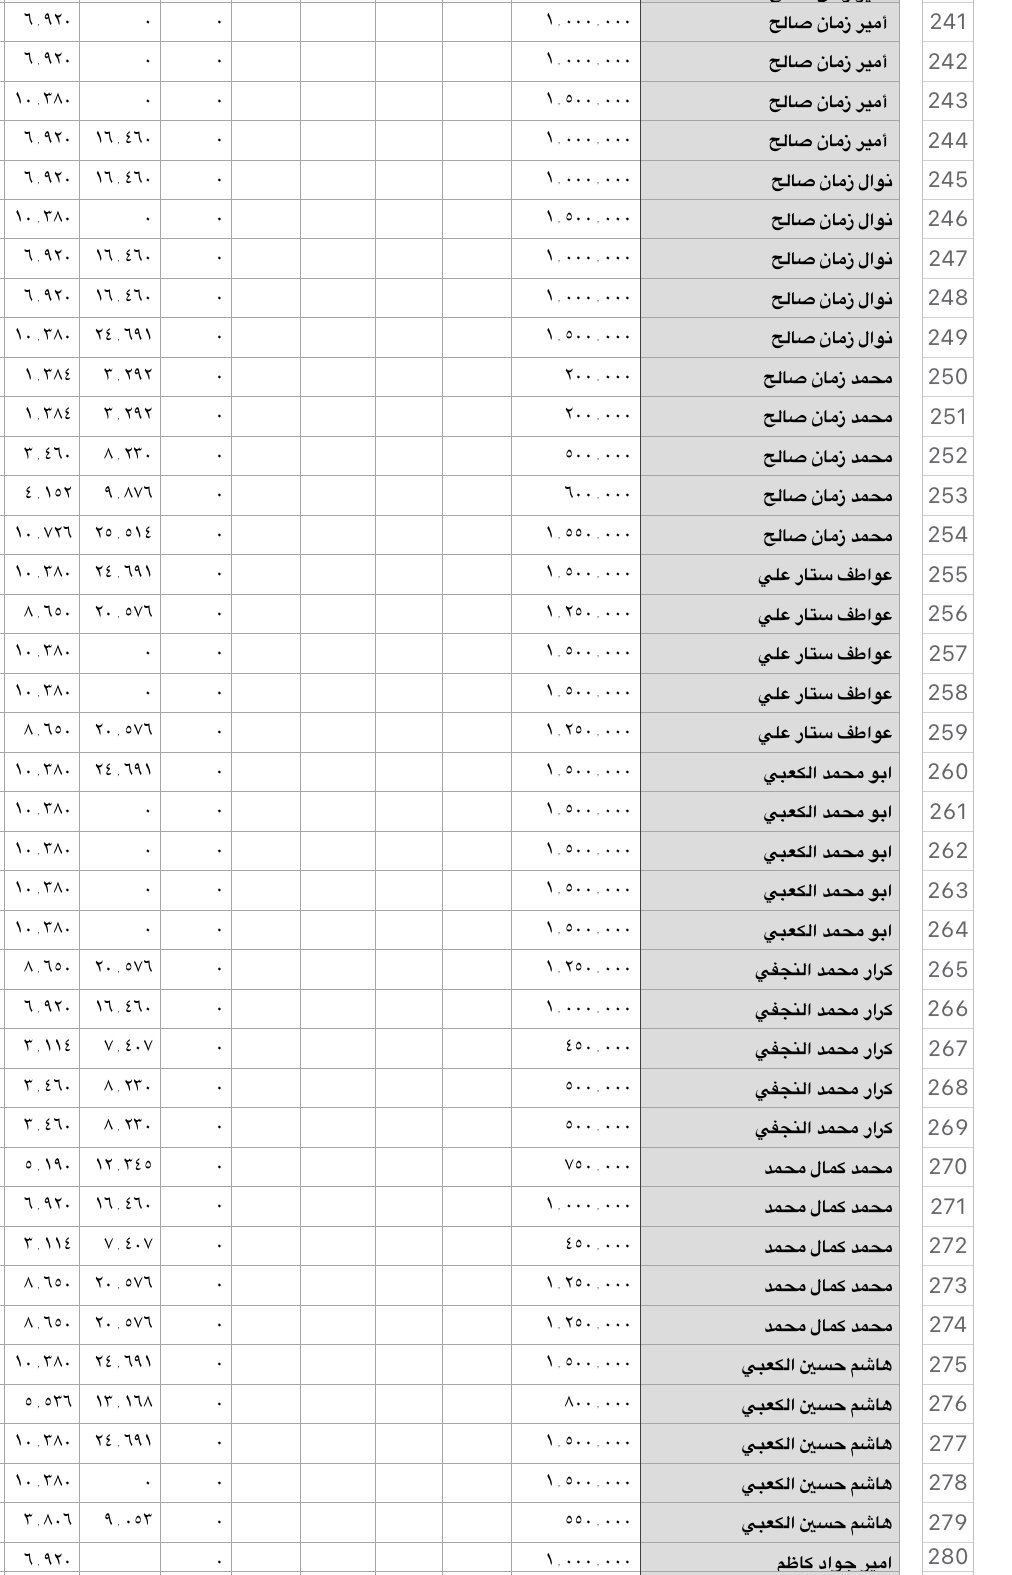 241 أمير زمان صالح ١.٠٠٠.٠٠٠ ٠ ٠ ٦.٩٢٠
242 أمير زمان صالح ١.٠٠٠.٠٠٠ ٠ ٠ ٦.٩٢٠
243 أمير زمان صالح ١.٥٠٠.٠٠٠ ٠ ٠ ١٠.٣٨٠
244 أمير زمان صالح ١.٠٠٠.٠٠٠ ٠ ١٦.٤٦٠ ٦.٩٢٠
245 نوال زمان صالح ١.٠٠٠.٠٠٠ ٠ ١٦.٤٦٠ ٦.٩٢٠
246 نوال زمان صالح ١.٥٠٠.٠٠٠ ٠ ٠ ١٠.٣٨٠
247 نوال زمان صالح ١.٠٠٠.٠٠٠ ٠ ١٦.٤٦٠ ٦.٩٢٠
248 نوال زمان صالح ١.٠٠٠.٠٠٠ ٠ ١٦.٤٦٠ ٦.٩٢٠
249 نوال زمان صالح ١.٥٠٠.٠٠٠ ٠ ٢٤.٦٩١ ١٠.٣٨٠
250 محمد زمان صالح ٢٠٠.٠٠٠ ٠ ٣.٢٩٢ ١.٣٨٤
251 محمد زمان صالح ٢٠٠.٠٠٠ ٠ ٣.٢٩٢ ١.٣٨٤
252 محمد زمان صالح ٥٠٠.٠٠٠ ٠ ٨.٢٣٠ ٣.٤٦٠
253 محمد زمان صالح ٦٠٠.٠٠٠ ٠ ٩.٨٧٦ ٤.١٥٢
254 محمد زمان صالح ١.٥٥٠.٠٠٠ ٠ ٢٥.٥١٤ ١٠.٧٢٦
255 عواطف ستار علي ١.٥٠٠.٠٠٠ ٠ ٢٤.٦٩١ ١٠.٣٨٠
256 عواطف ستار علي ١.٢٥٠.٠٠٠ ٠ ٢٠.٥٧٦ ٨.٦٥٠
257 عواطف ستار علي ١.٥٠٠.٠٠٠ ٠ ٠ ١٠.٣٨٠
258 عواطف ستار علي ١.٥٠٠.٠٠٠ ٠ ٠ ١٠.٣٨٠
259 عواطف ستار علي ١.٢٥٠.٠٠٠ ٠ ٢٠.٥٧٦ ٨.٦٥٠
260 ابو محمد الكعبي ١.٥٠٠.٠٠٠ ٠ ٢٤.٦٩١ ١٠.٣٨٠
261 ابو محمد الكعبي ١.٥٠٠.٠٠٠ ٠ ٠ ١٠.٣٨٠
262 ابو محمد الكعبي ١.٥٠٠.٠٠٠ ٠ ٠ ١٠.٣٨٠
263 ابو محمد الكعبي ١.٥٠٠.٠٠٠ ٠ ٠ ١٠.٣٨٠
264 ابو محمد الكعبي ١.٥٠٠.٠٠٠ ٠ ٠ ١٠.٣٨٠
265 كرار محمد النجفي ١.٢٥٠.٠٠٠ ٠ ٢٠.٥٧٦ ٨.٦٥٠
266 كرار محمد النجفي ١.٠٠٠.٠٠٠ ٠ ١٦.٤٦٠ ٦.٩٢٠
267 كرار محمد النجفي ٤٥٠.٠٠٠ ٠ ٧.٤٠٧ ٣.١١٤
268 كرار محمد النجفي ٥٠٠.٠٠٠ ٠ ٨.٢٣٠ ٣.٤٦٠
269 كرار محمد النجفي ٥٠٠.٠٠٠ ٠ ٨.٢٣٠ ٣.٤٦٠
270 محمد كمال محمد ٧٥٠.٠٠٠ ٠ ١٢.٣٤٥ ٥.١٩٠
271 محمد كمال محمد ١.٠٠٠.٠٠٠ ٠ ١٦.٤٦٠ ٦.٩٢٠
272 محمد كمال محمد ٤٥٠.٠٠٠ ٠ ٧.٤٠٧ ٣.١١٤
273 محمد كمال محمد ١.٢٥٠.٠٠٠ ٠ ٢٠.٥٧٦ ٨.٦٥٠
274 محمد كمال محمد ١.٢٥٠.٠٠٠ ٠ ٢٠.٥٧٦ ٨.٦٥٠
275 هاشم حسين الكعبي ١.٥٠٠.٠٠٠ ٠ ٢٤.٦٩١ ١٠.٣٨٠
276 هاشم حسين الكعبي ٨٠٠.٠٠٠ ٠ ١٣.١٦٨ ٥.٥٣٦
277 هاشم حسين الكعبي ١.٥٠٠.٠٠٠ ٠ ٢٤.٦٩١ ١٠.٣٨٠
278 هاشم حسين الكعبي ١.٥٠٠.٠٠٠ ٠ ٠ ١٠.٣٨٠
279 هاشم حسين الكعبي ٥٥٠.٠٠٠ ٠ ٩.٠٥٣ ٣.٨٠٦
280 امير جواد كاظم ١.٠٠٠.٠٠٠ ٠ ٦.٩٢٠